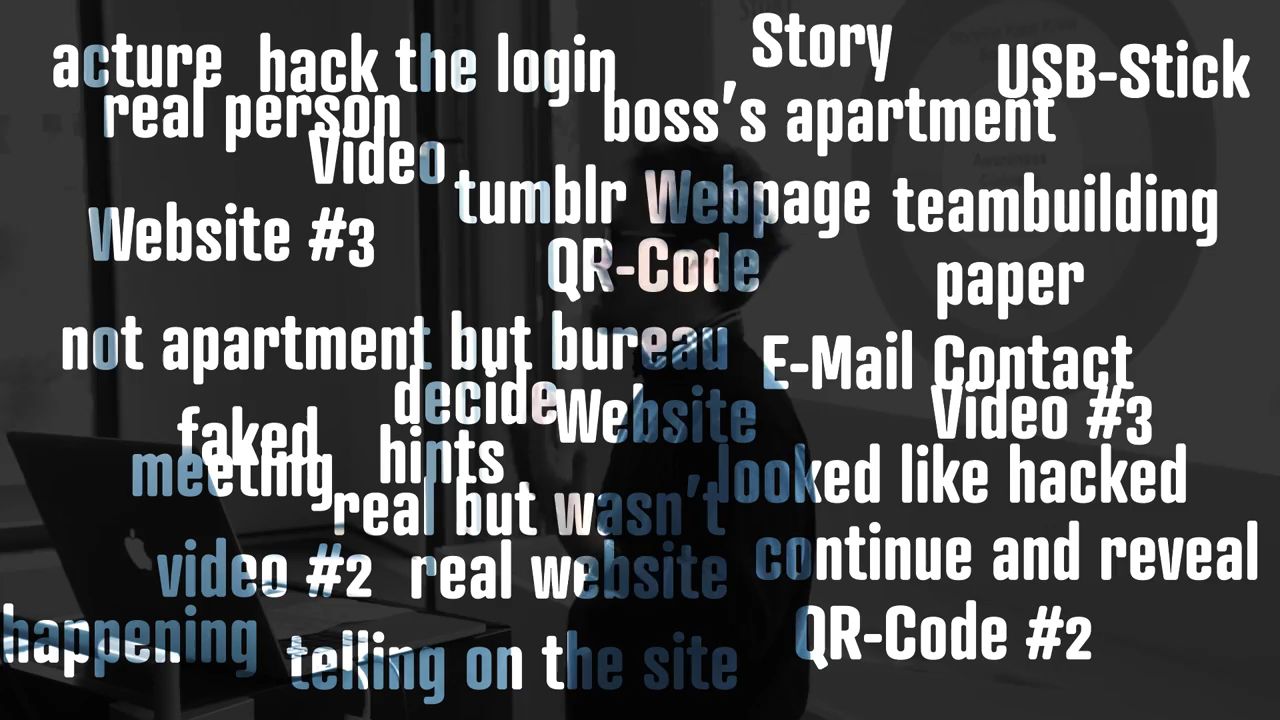 Story
acture
hack the login
USB-Stick
real person
boss's apartment
Video
tumblr Webpage
teambuilding
Website #3
QR-Code
paper
not apartment but bureau
E-Mail Contact
decide
Website
Video #3
faked
hints
meeting
looked like hacked
real but wasn't
continue and reveal
video #2
real website
happening
QR-Code #2
telling on the site